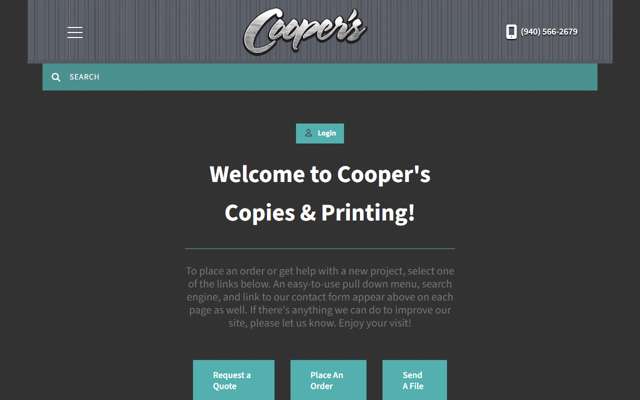 Cooper's
(940) 566-2679
SEARCH
Login
Welcome to Cooper's
Copies & Printing!
To place an order or get help with a new project, select one
of the links below. An easy-to-use pull down menu, search
engine, and link to our contact form appear above on each
page as well. If there's anything we can do to improve our
site, please let us know. Enjoy your visit!
Request a
Quote
Place An
Order
Send
A File